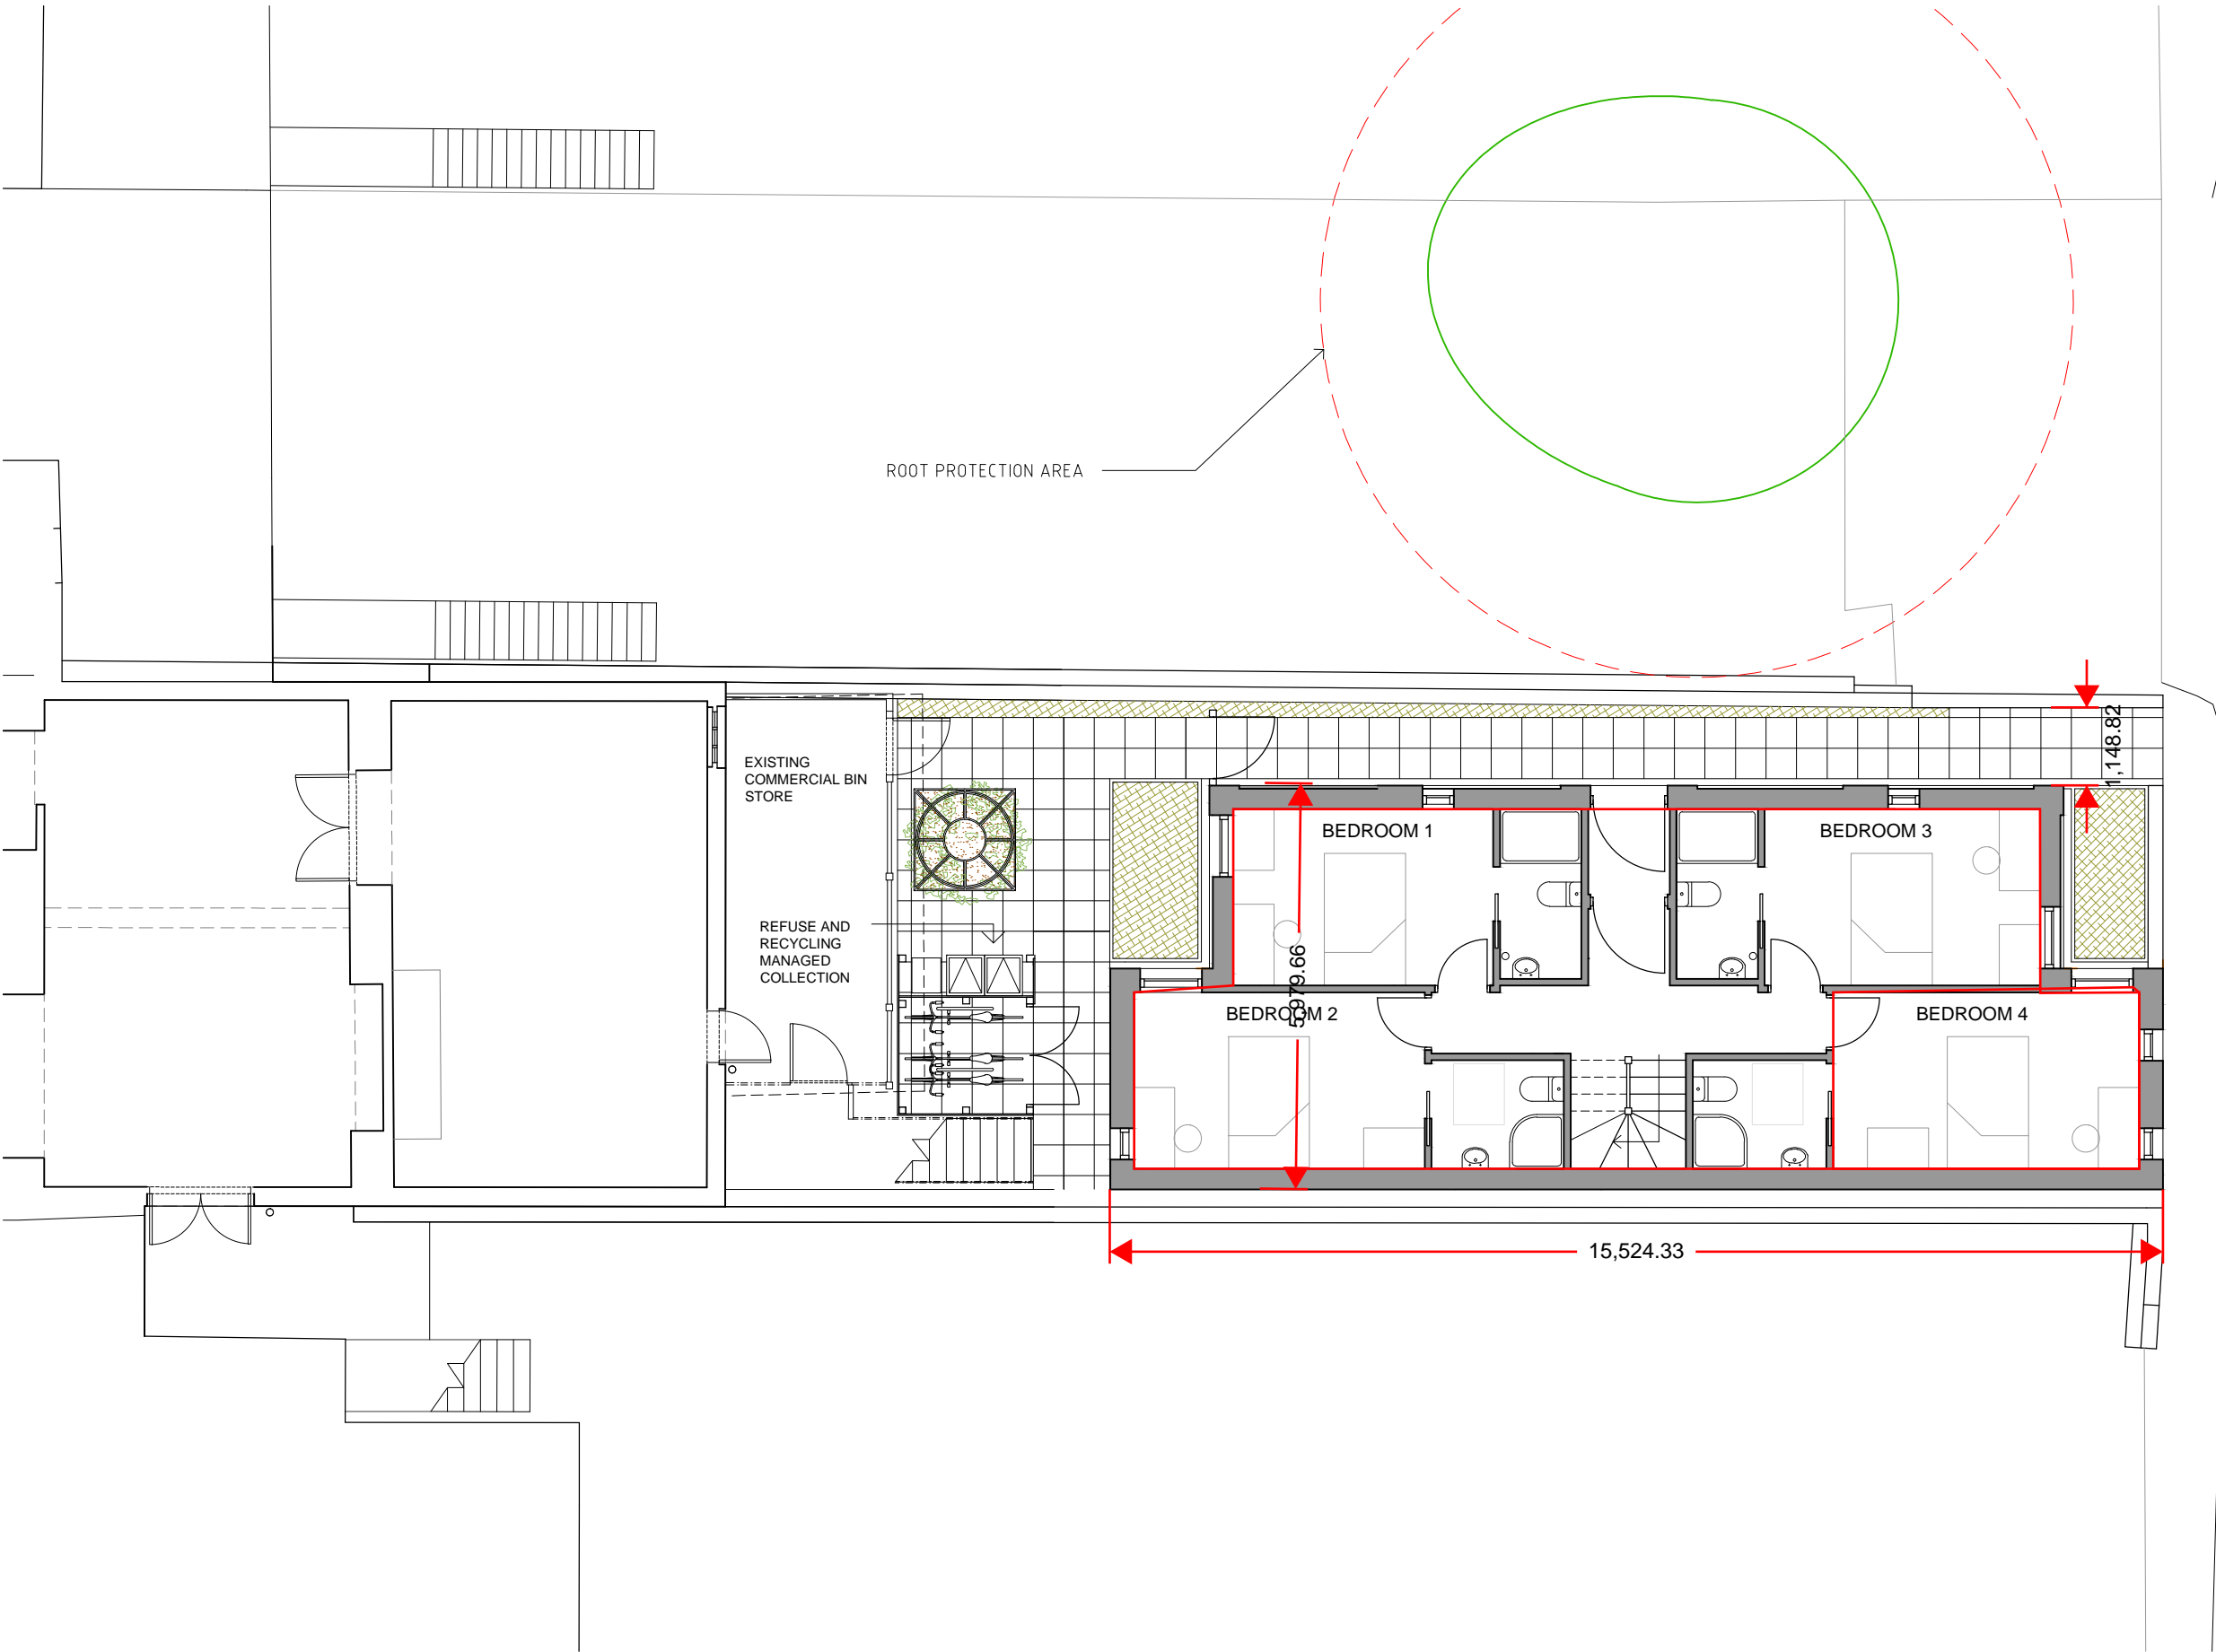 ROOT PROTECTION AREA
1,148.82
EXISTING
COMMERCIAL BIN
STORE
BEDROOM 1
BEDROOM 3
REFUSE AND
RECYCLING
MANAGED
COLLECTION
5,979.66
BEDROOM 2
BEDROOM 4
15,524.33